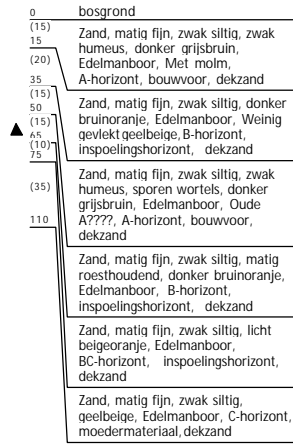 0 bosgrond
(15) Zand, matig fijn, zwak siltig, zwak
15 humeus, donker grijsbruin,
(20) Edelmanboor, Met molm,
A-horizont, bouwvoor, dekzand
35
(15) Zand, matig fijn, zwak siltig, donker
50 bruinoranje, Edelmanboor, Weinig
(15) gevlekt geelbeige, B-horizont,
65 inspoelingshorizont, dekzand
(10)
75 Zand, matig fijn, zwak siltig, zwak
(35) humeus, sporen wortels, donker
grijsbruin, Edelmanboor, Oude
110 A????, A-horizont, bouwvoor,
dekzand
Zand, matig fijn, zwak siltig, matig
roesthoudend, donker bruinoranje,
Edelmanboor, B-horizont,
inspoelingshorizont, dekzand
Zand, matig fijn, zwak siltig, licht
beigeoranje, Edelmanboor,
BC-horizont, inspoelingshorizont,
dekzand
Zand, matig fijn, zwak siltig,
geelbeige, Edelmanboor, C-horizont,
moedermateriaal, dekzand